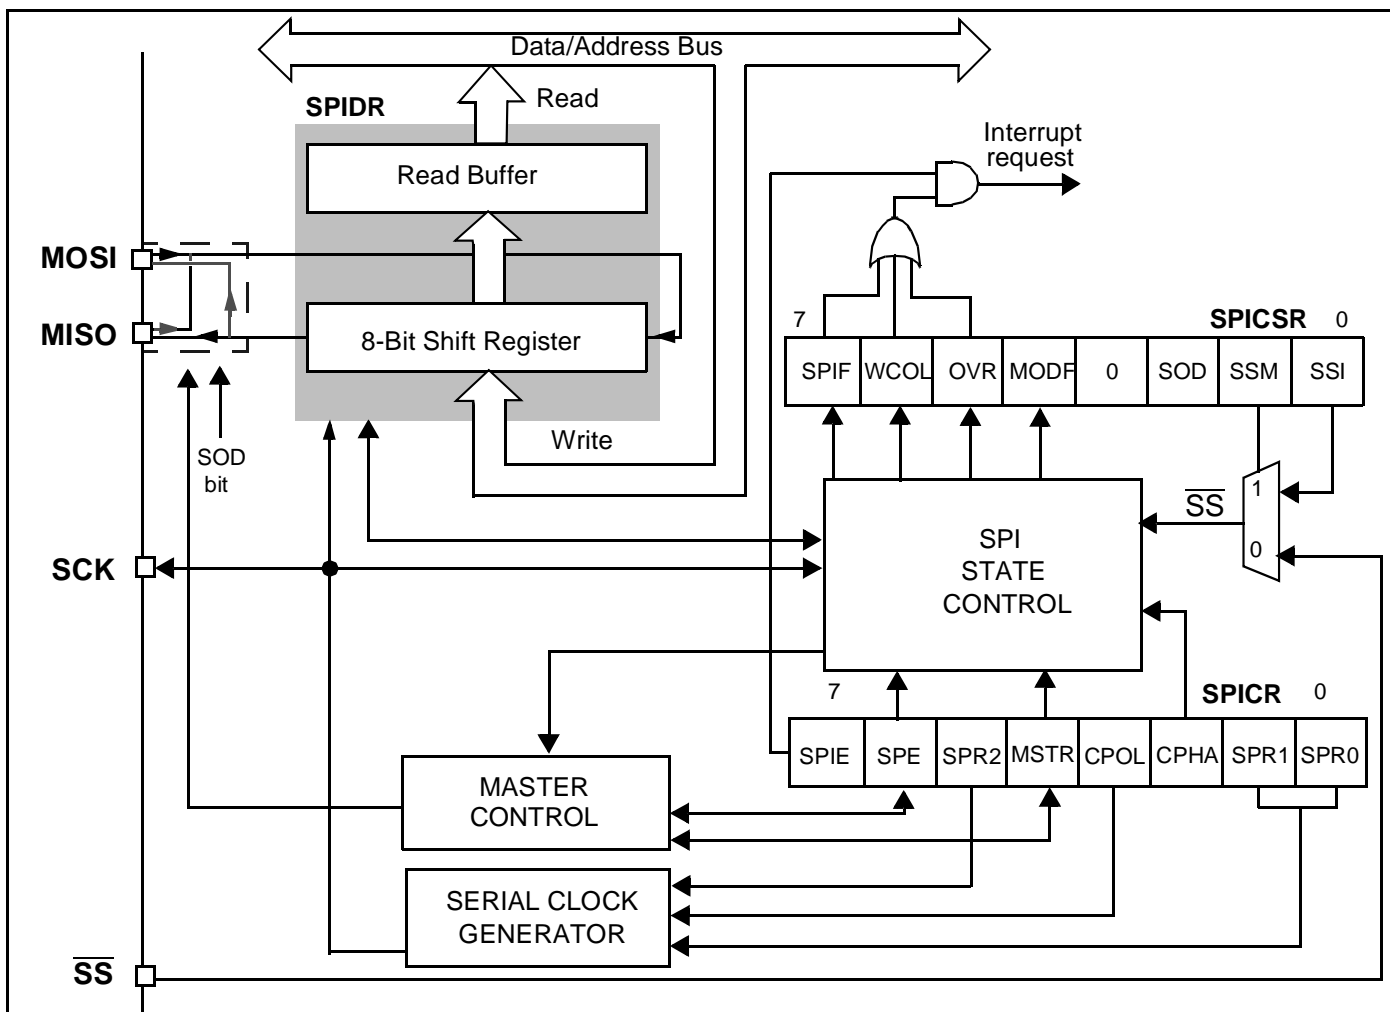 Data/Address Bus
SPIDR
Read
Interrupt
request
Read Buffer
MOSI
MISO
8-Bit Shift Register
7
SPICSR
0
SPIF
WCOL
OVR
MODF
0
SOD
SSM
SSI
Write
SOD
bit
SS
1
0
SCK
SPI
STATE
CONTROL
7
SPICR
0
SPIE
SPE
SPR2
MSTR
CPOL
CPHA
SPR1
SPR0
MASTER
CONTROL
SERIAL CLOCK
GENERATOR
SS